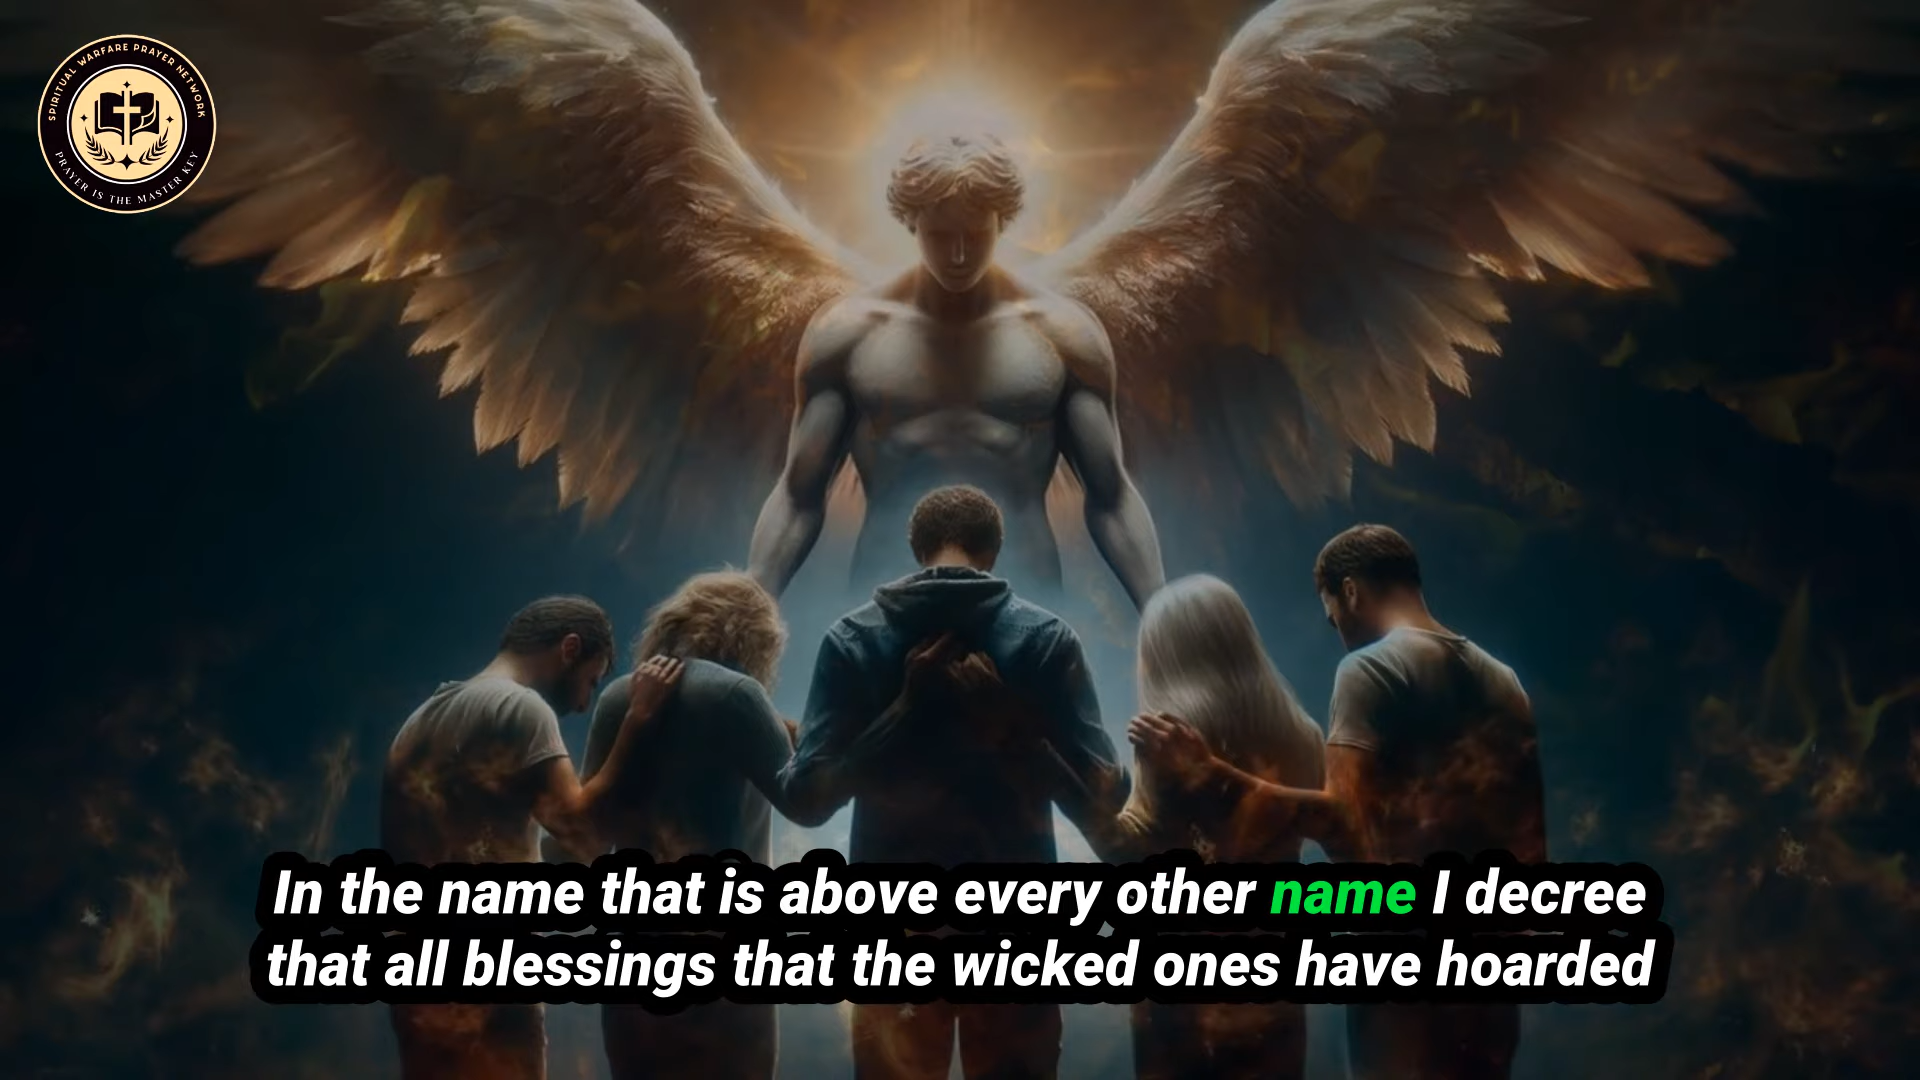 SPIRITUAL WARFARE PRAYER NETWORK
PRAYER IS THE MASTER KEY
In the name that is above every other name I decree
that all blessings that the wicked ones have hoarded